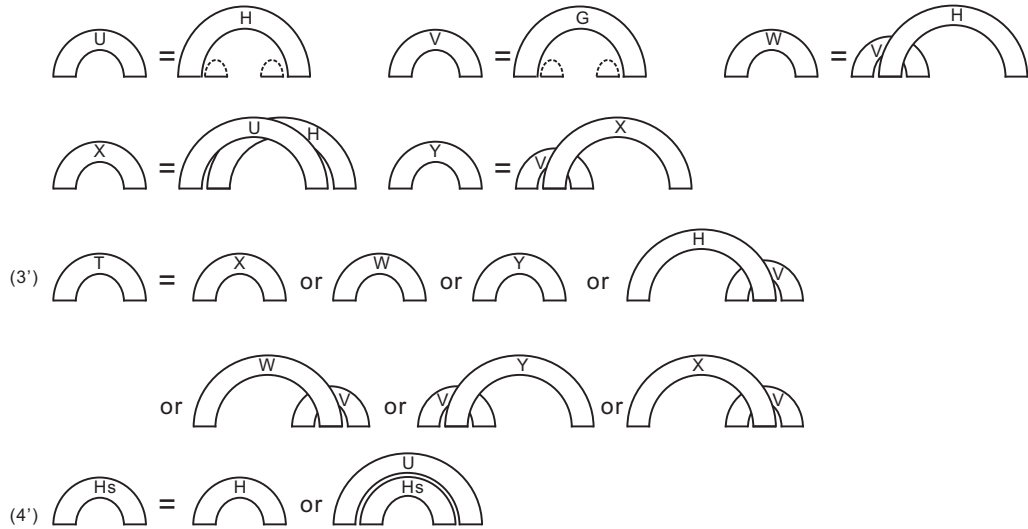 U = H V = G W = V H
X = U H Y = V X
(3') T = X or W or Y or H V
or W V or V Y or X V
(4') Hs = H or U Hs